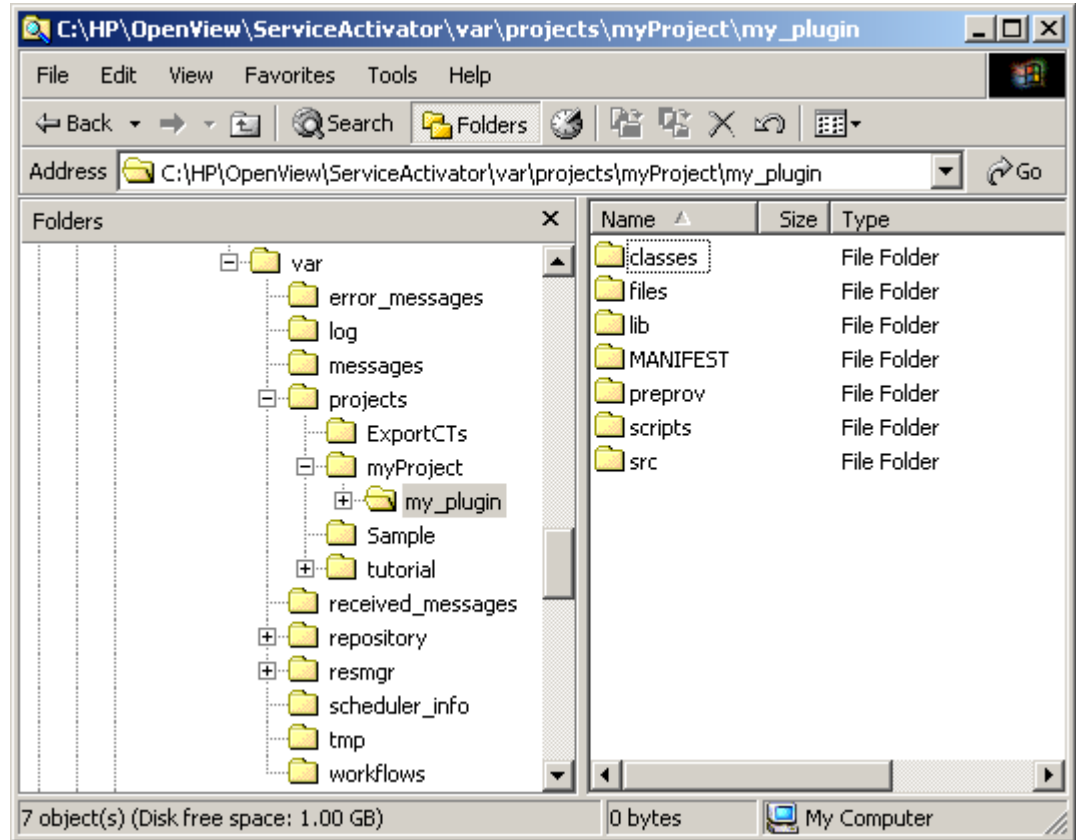 C:\HP\OpenView\ServiceActivator\var\projects\myProject\my_plugin
File Edit View Favorites Tools Help
Back Search Folders
Address C:\HP\OpenView\ServiceActivator\var\projects\myProject\my_plugin Go
Folders
var
error_messages
log
messages
projects
ExportCTs
myProject
my_plugin
Sample
tutorial
received_messages
repository
resmgr
scheduler_info
tmp
workflows
Name Size Type
classes File Folder
files File Folder
lib File Folder
MANIFEST File Folder
preprov File Folder
scripts File Folder
src File Folder
7 object(s) (Disk free space: 1.00 GB) 0 bytes My Computer